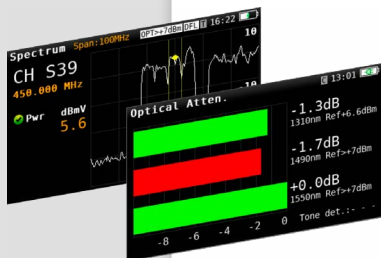 Spectrum Span:100MHz OPT>+7dBm DFL T 16:22
CH S39
450.000 MHz
Pwr dBmV
5.6
10
-10
13:01
Optical Atten.
-1.3dB
1310nm Ref+6.6dBm
-1.7dB
1490nm Ref>+7dBm
+0.0dB
1550nm Ref>+7dBm
-8 -6 -4 -2 0 Tone det.:- - -